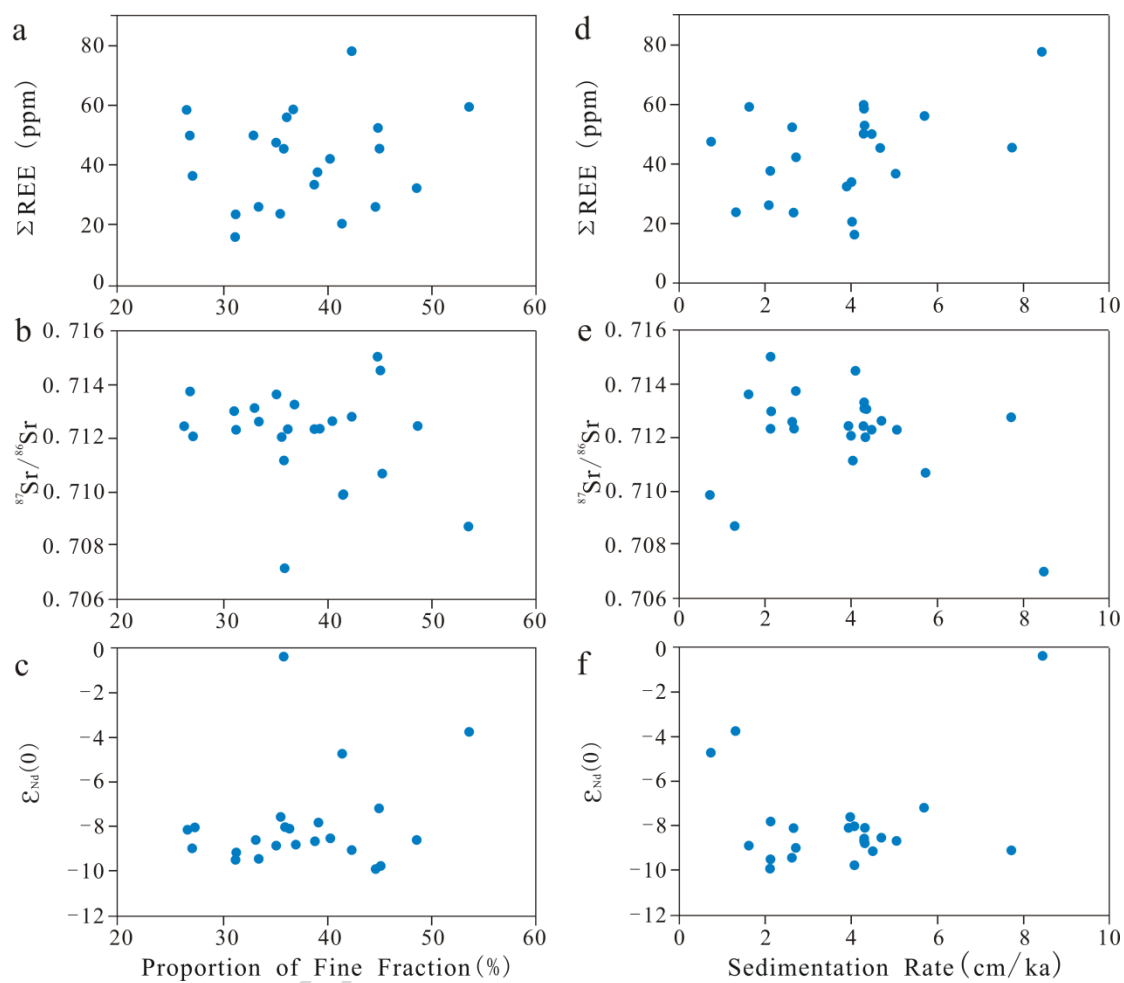 a
80
60
40
20
0
Σ REE (ppm)
20 30 40 50 60
b
0. 716
0. 714
0. 712
0. 710
0. 708
0. 706
⁸⁷Sr/⁸⁶Sr
20 30 40 50 60
c
0
−2
−4
−6
−8
−10
−12
εNd(0)
20 30 40 50 60
Proportion of_Fine_ Fraction(%)
d
80
60
40
20
0
Σ REE (ppm)
0 2 4 6 8 10
e
0. 716
0. 714
0. 712
0. 710
0. 708
0. 706
⁸⁷Sr/⁸⁶Sr
0 2 4 6 8 10
f
0
−2
−4
−6
−8
−10
−12
εNd(0)
0 2 4 6 8 10
Sedimentation Rate(cm/ka)